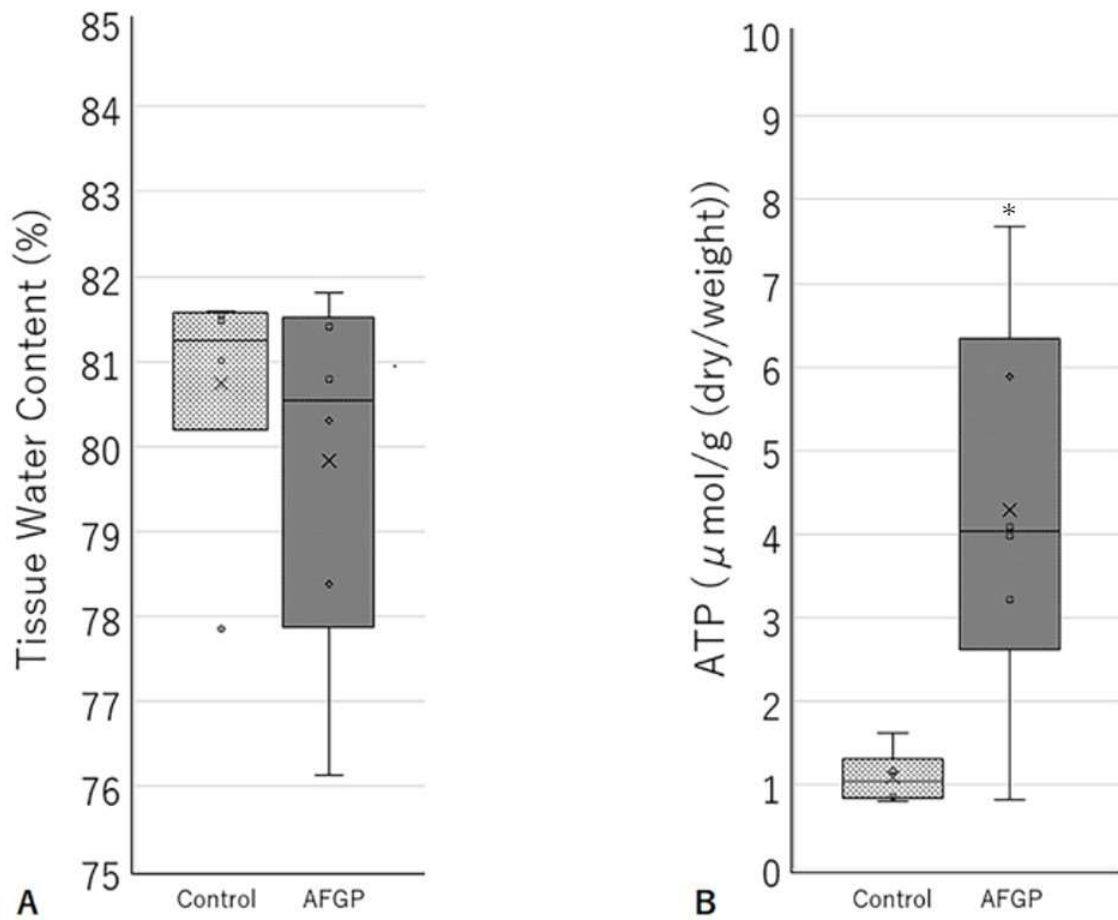 Tissue Water Content (%)
85
84
83
82
81
80
79
78
77
76
75
Control
AFGP
A
ATP (μmol/g (dry/weight))
10
9
8
7
6
5
4
3
2
1
0
*
Control
AFGP
B